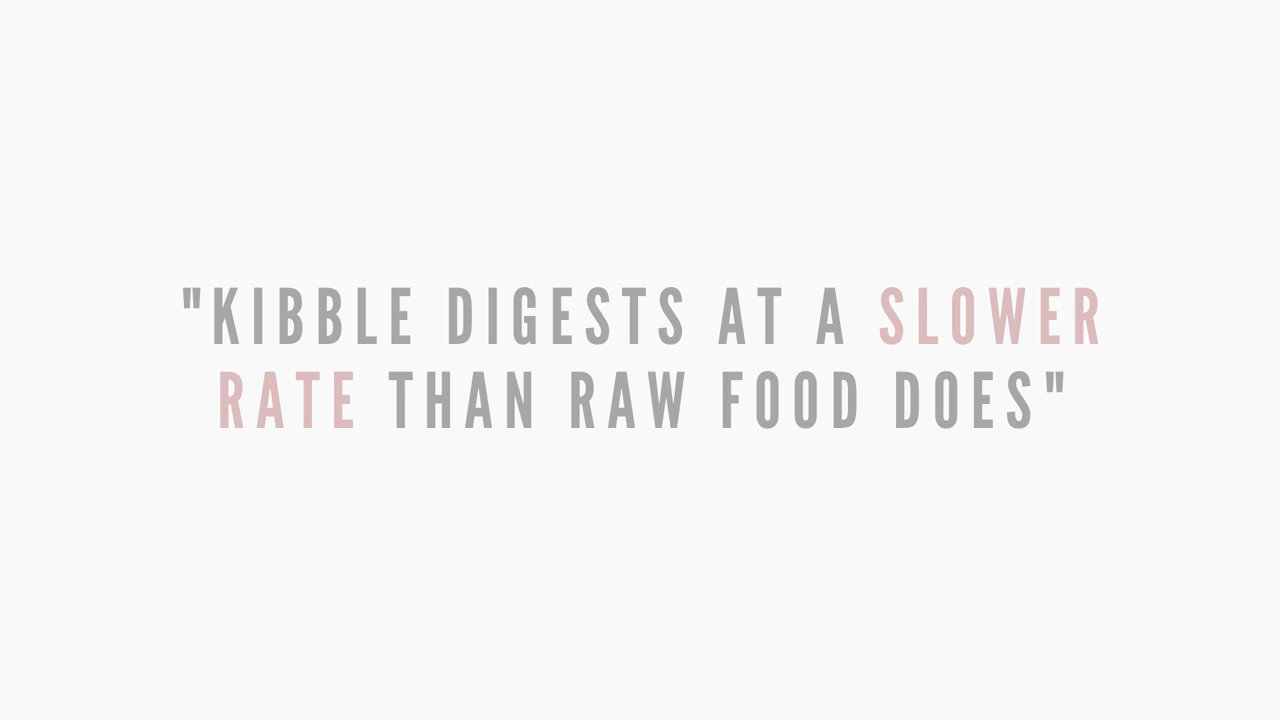 "KIBBLE DIGESTS AT A SLOWER
RATE THAN RAW FOOD DOES"